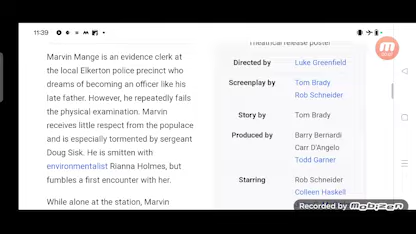 11:39
Theatrical release poster
Marvin Mange is an evidence clerk at
the local Elkerton police precinct who
dreams of becoming an officer like his
late father. However, he repeatedly fails
the physical examination. Marvin
receives little respect from the populace
and is especially tormented by sergeant
Doug Sisk. He is smitten with
environmentalist Rianna Holmes, but
fumbles a first encounter with her.
While alone at the station, Marvin
Directed by Luke Greenfield
Screenplay by Tom Brady
Rob Schneider
Story by Tom Brady
Produced by Barry Bernardi
Carr D'Angelo
Todd Garner
Starring Rob Schneider
Colleen Haskell
Recorded by Mobizen